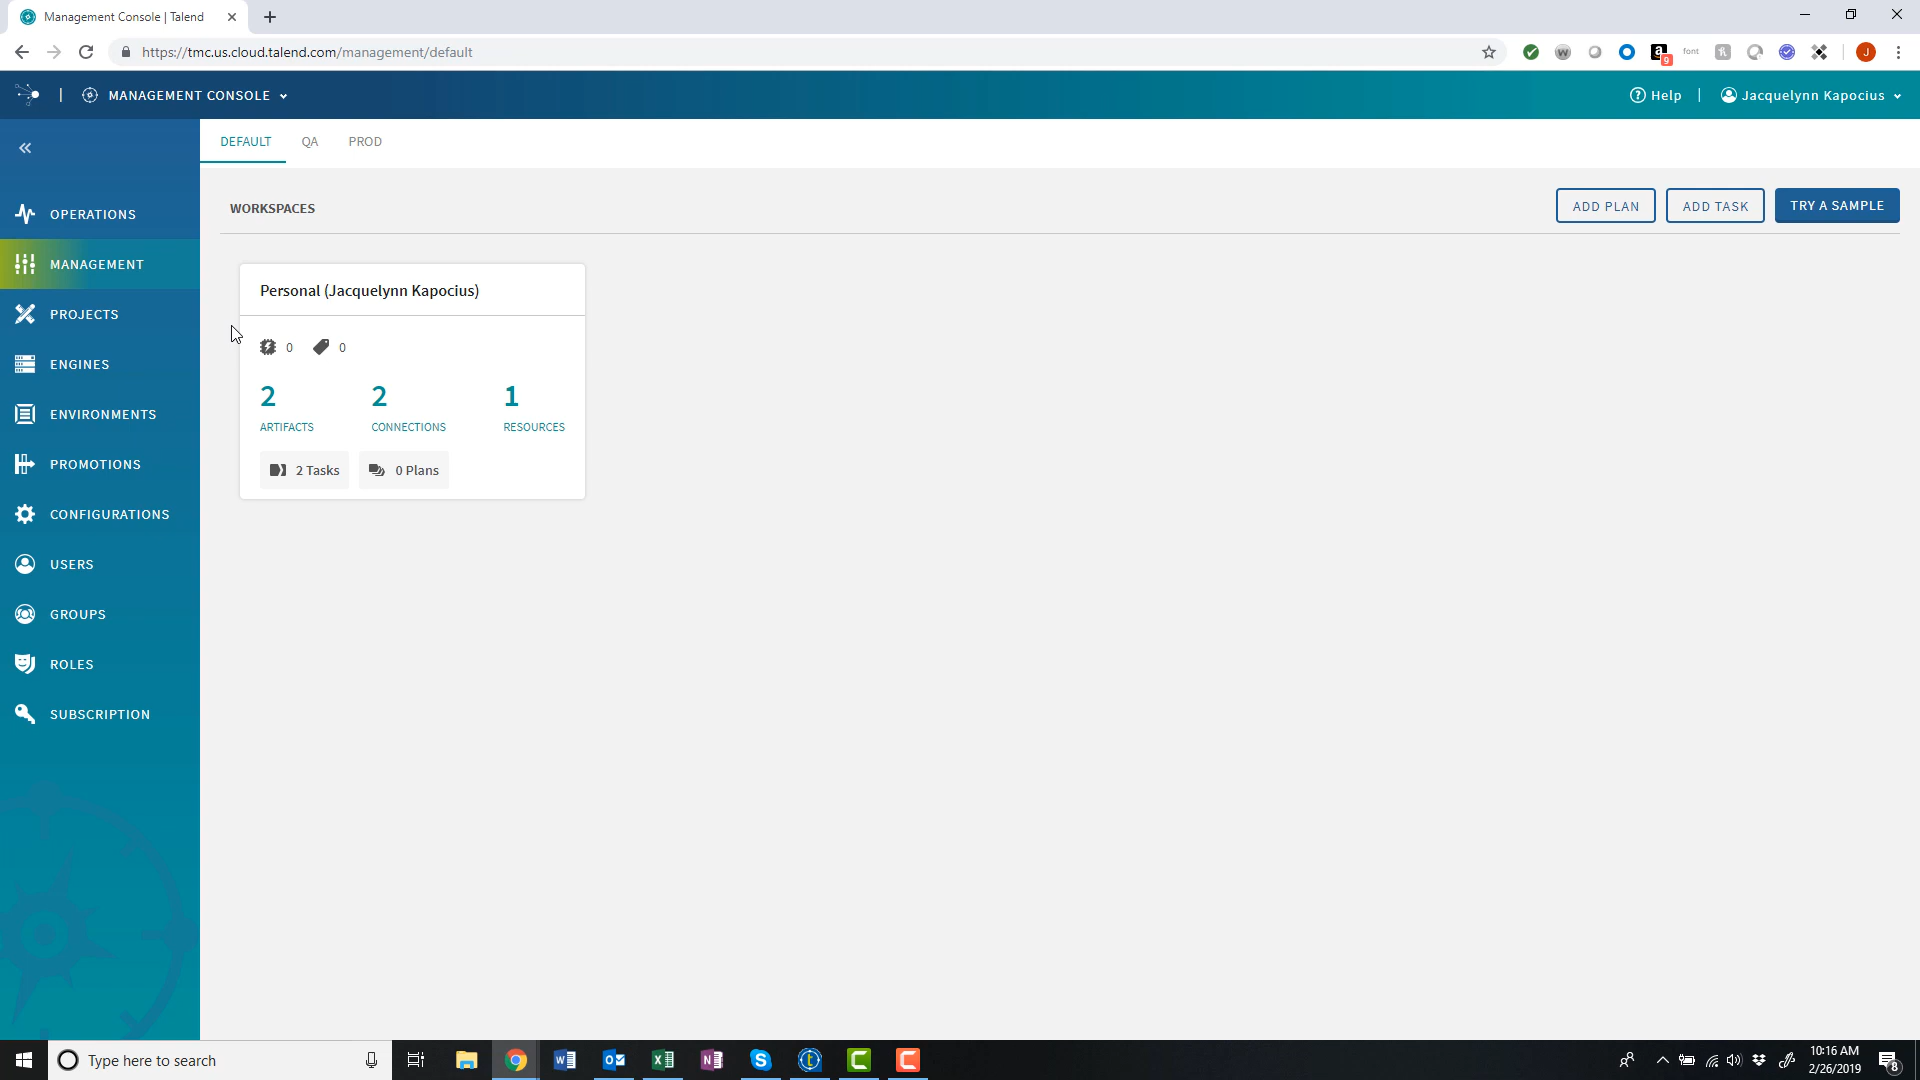 Management Console | Talend
https://tmc.us.cloud.talend.com/management/default
a
9
font
J
| MANAGEMENT CONSOLE
Help | Jacquelynn Kapocius
DEFAULT QA PROD
OPERATIONS
MANAGEMENT
PROJECTS
ENGINES
ENVIRONMENTS
PROMOTIONS
CONFIGURATIONS
USERS
GROUPS
ROLES
SUBSCRIPTION
WORKSPACES
ADD PLAN ADD TASK TRY A SAMPLE
Personal (Jacquelynn Kapocius)
0 0
2 2 1
ARTIFACTS CONNECTIONS RESOURCES
2 Tasks 0 Plans
Type here to search
10:16 AM
2/26/2019
8